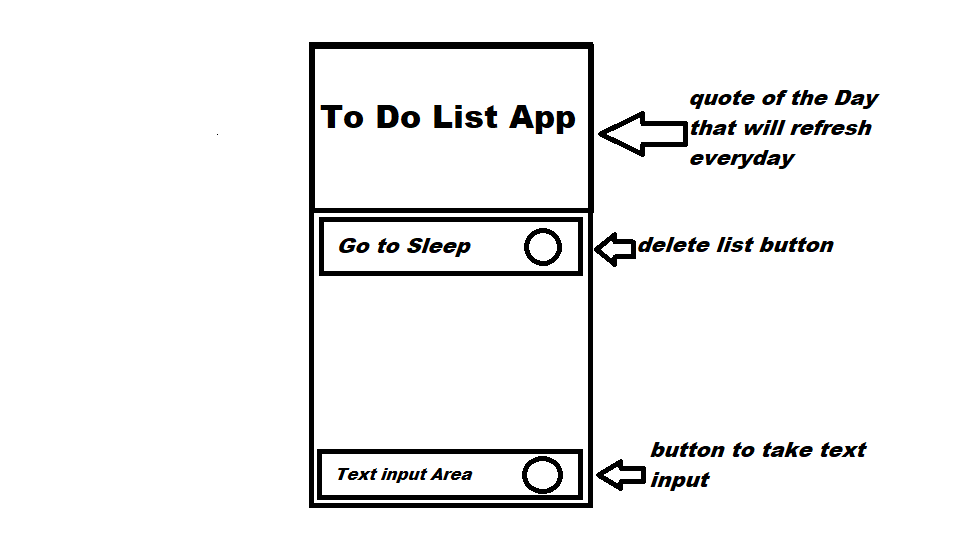 To Do List App
quote of the Day
that will refresh
everyday
Go to Sleep
delete list button
Text input Area
button to take text
input